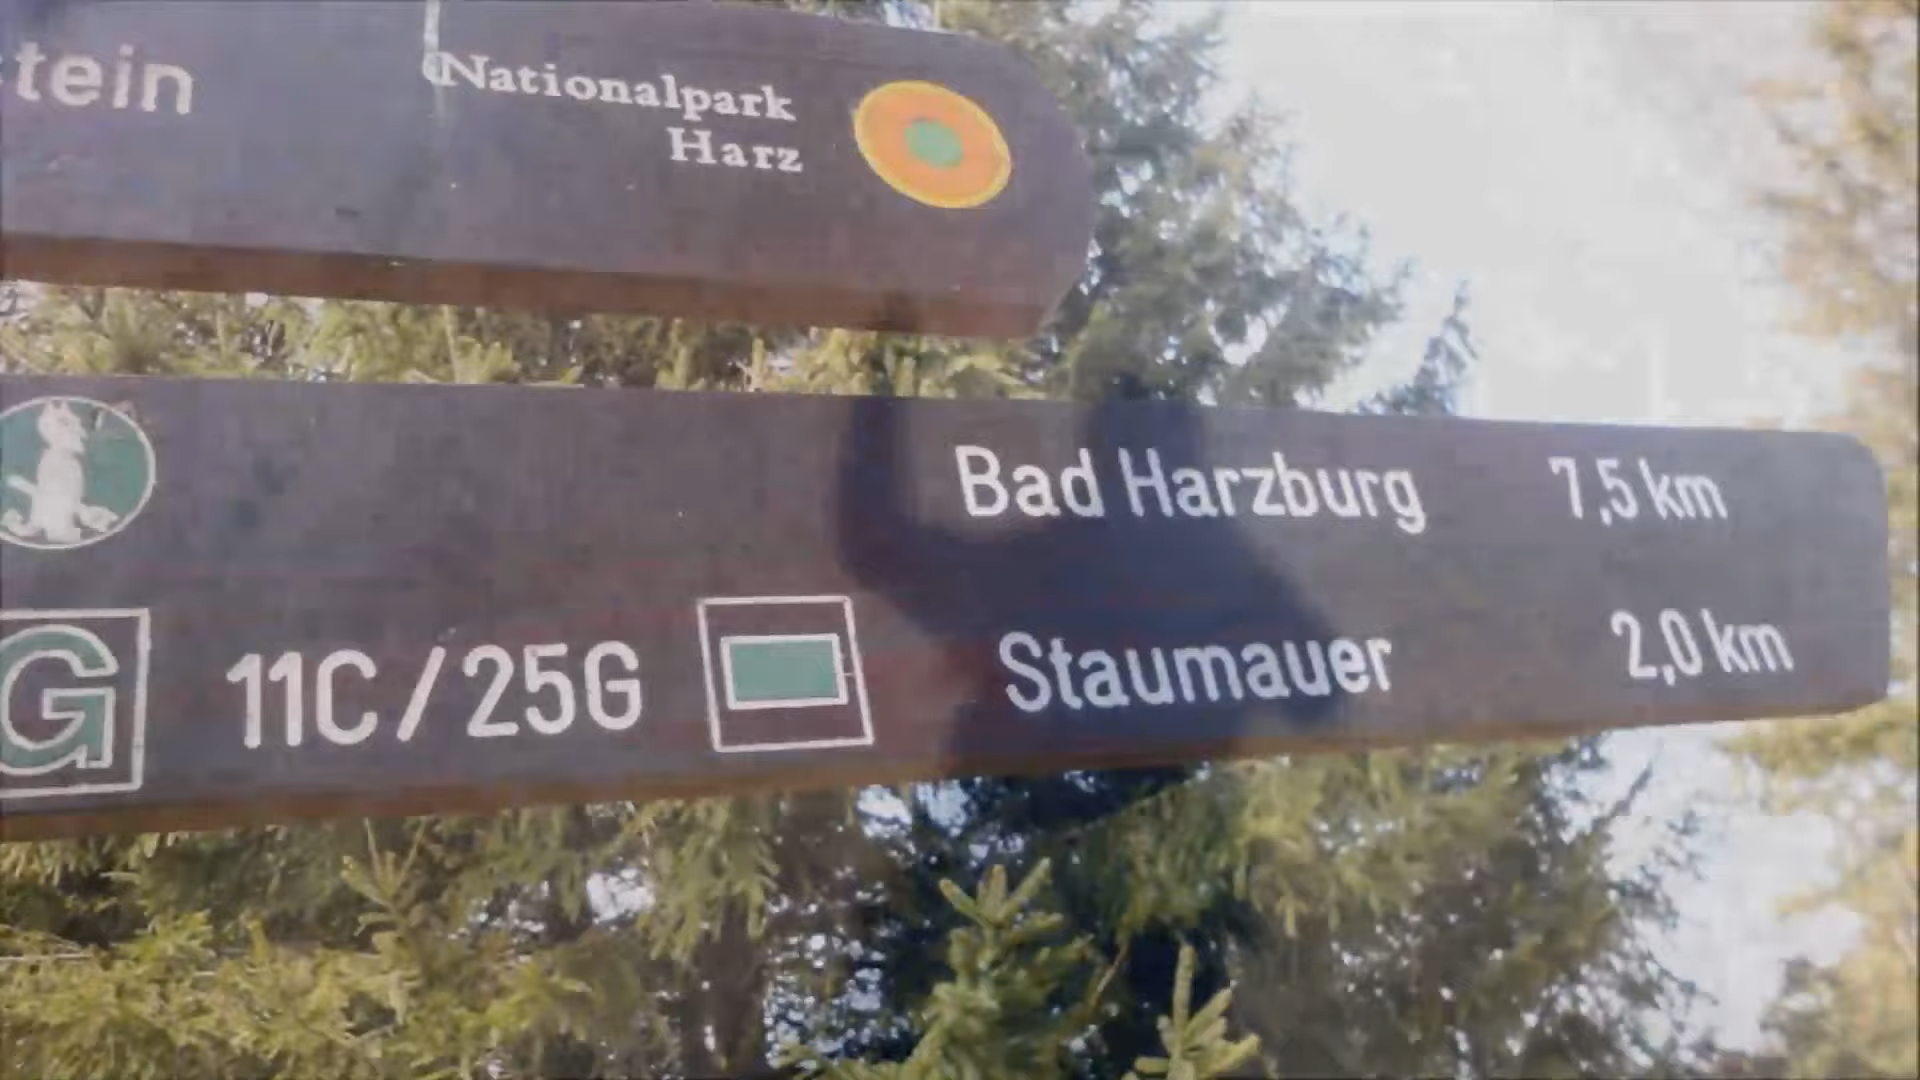 tein
Nationalpark
Harz
Bad Harzburg 7,5 km
G 11C/25G Staumauer 2,0 km